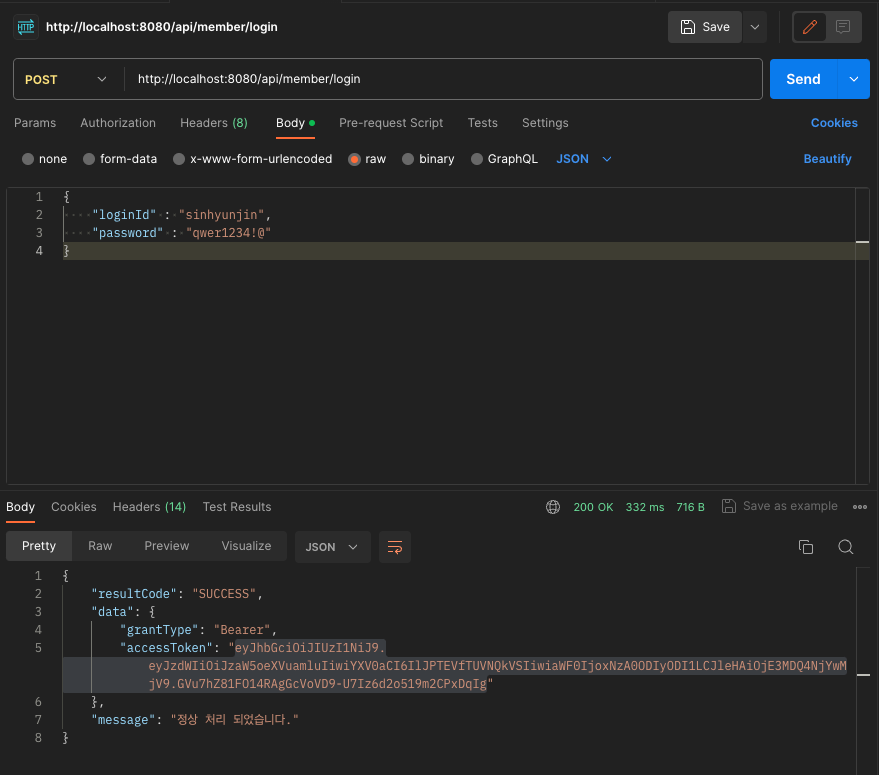 HTTP http://localhost:8080/api/member/login Save
POST http://localhost:8080/api/member/login Send
Params Authorization Headers (8) Body Pre-request Script Tests Settings Cookies
none form-data x-www-form-urlencoded raw binary GraphQL JSON Beautify
1 {
2 "loginId" : "sinhyunjin",
3 "password" : "qwer1234!@"
4 }
Body Cookies Headers (14) Test Results 200 OK 332 ms 716 B Save as example
Pretty Raw Preview Visualize JSON
1 {
2 "resultCode": "SUCCESS",
3 "data": {
4 "grantType": "Bearer",
5 "accessToken": "eyJhbGciOiJIUzI1NiJ9.
eyJzdWIiOiJzaW5oeXVuamluIiwiYXV0aCI6IlJPTEVfTUVNQkVSIiwiaWF0IjoxNzA0ODIyODI1LCJleHAiOjE3MDQ4NjYwM
jV9.GVu7hZ81FO14RAgGcVoVD9-U7Iz6d2o519m2CPxDqIg"
6 },
7 "message": "정상 처리 되었습니다."
8 }